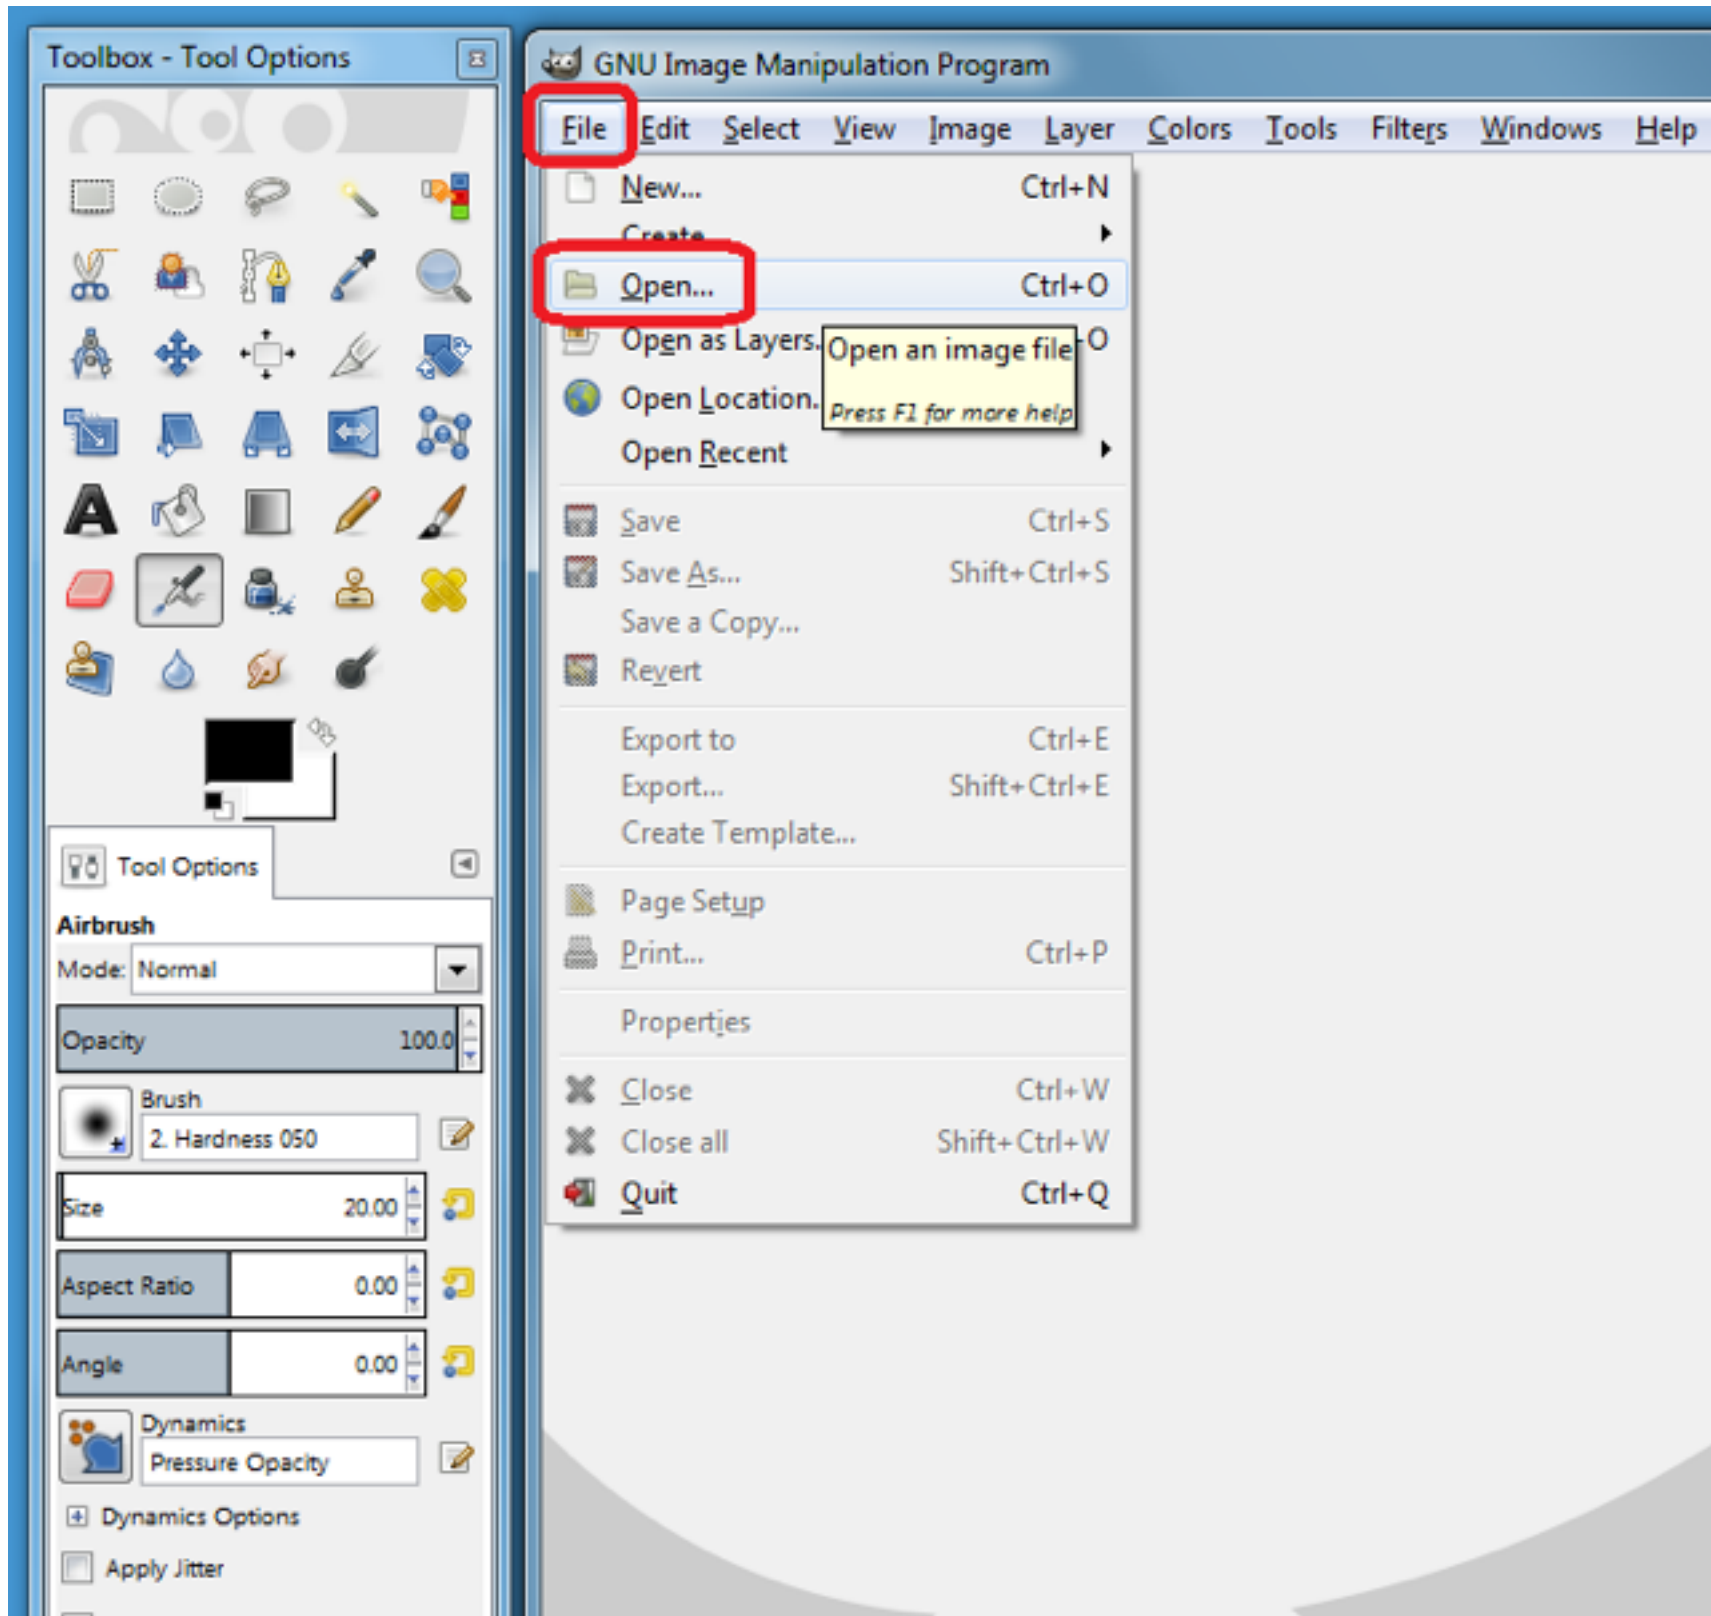 Toolbox - Tool Options
GNU Image Manipulation Program
File Edit Select View Image Layer Colors Tools Filters Windows Help
New... Ctrl+N
Create
Open... Ctrl+O
Open as Layers. O
Open an image file
Open Location.
Press F1 for more help
Open Recent
Save Ctrl+S
Save As... Shift+Ctrl+S
Save a Copy...
Revert
Export to Ctrl+E
Export... Shift+Ctrl+E
Create Template...
Page Setup
Print... Ctrl+P
Properties
Close Ctrl+W
Close all Shift+Ctrl+W
Quit Ctrl+Q
Tool Options
Airbrush
Mode: Normal
Opacity 100.0
Brush
2. Hardness 050
Size 20.00
Aspect Ratio 0.00
Angle 0.00
Dynamics
Pressure Opacity
Dynamics Options
Apply Jitter